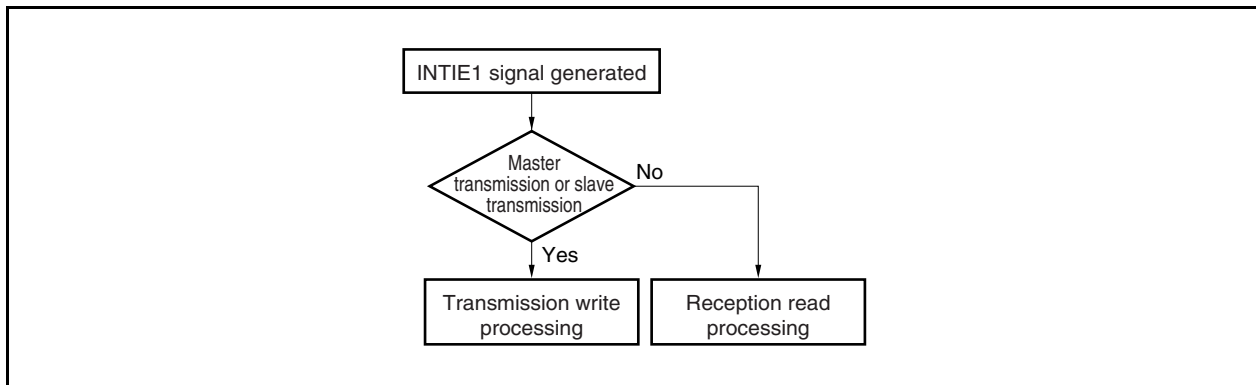 INTIE1 signal generated
Master
transmission or slave
transmission
No
Yes
Transmission write
processing
Reception read
processing